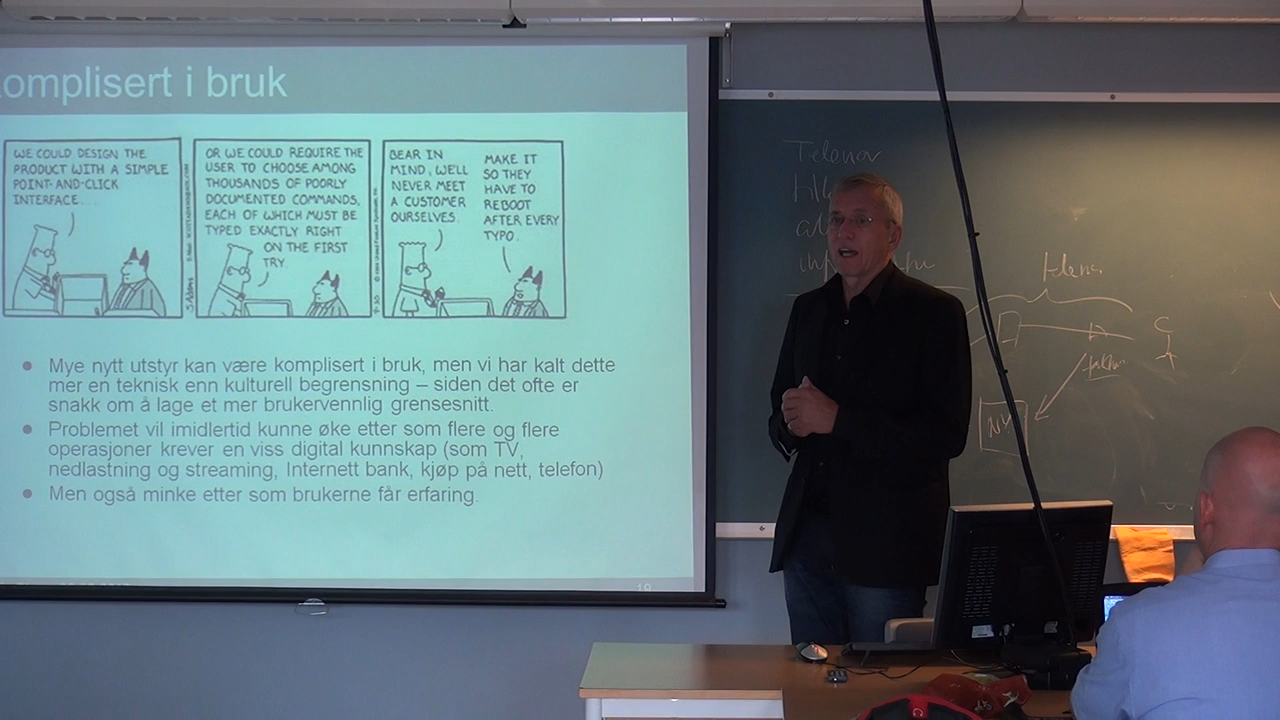 omplisert i bruk
WE COULD DESIGN THE
PRODUCT WITH A SIMPLE
POINT-AND-CLICK
INTERFACE...
OR WE COULD REQUIRE THE
USER TO CHOOSE AMONG
THOUSANDS OF POORLY
DOCUMENTED COMMANDS,
EACH OF WHICH MUST BE
TYPED EXACTLY RIGHT
ON THE FIRST
TRY.
BEAR IN
MIND, WE'LL
NEVER MEET
A CUSTOMER
OURSELVES.
MAKE IT
SO THEY
HAVE TO
REBOOT
AFTER EVERY
TYPO.
Mye nytt utstyr kan være komplisert i bruk, men vi har kalt dette
mer en teknisk enn kulturell begrensning – siden det ofte er
snakk om å lage et mer brukervennlig grensesnitt.
Problemet vil imidlertid kunne øke etter som flere og flere
operasjoner krever en viss digital kunnskap (som TV,
nedlastning og streaming, Internett bank, kjøp på nett, telefon)
Men også minke etter som brukerne får erfaring.
19
Telenor
telenor
C
NY